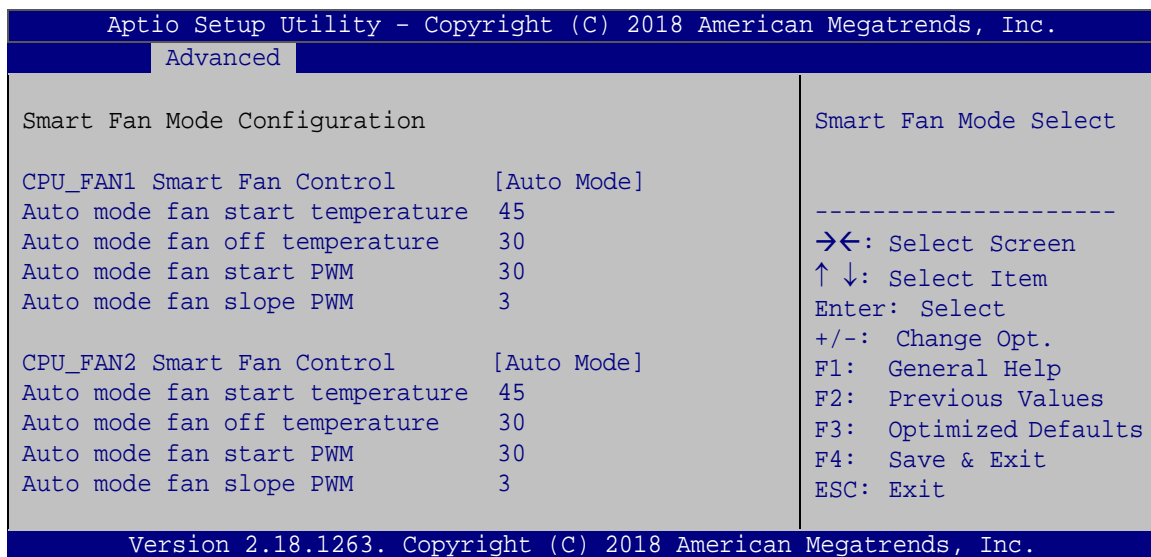 Aptio Setup Utility – Copyright (C) 2018 American Megatrends, Inc.
Advanced
Smart Fan Mode Configuration
CPU_FAN1 Smart Fan Control [Auto Mode]
Auto mode fan start temperature 45
Auto mode fan off temperature 30
Auto mode fan start PWM 30
Auto mode fan slope PWM 3
CPU_FAN2 Smart Fan Control [Auto Mode]
Auto mode fan start temperature 45
Auto mode fan off temperature 30
Auto mode fan start PWM 30
Auto mode fan slope PWM 3
Smart Fan Mode Select
---------------------
→←: Select Screen
↑ ↓: Select Item
Enter: Select
+/-: Change Opt.
F1: General Help
F2: Previous Values
F3: Optimized Defaults
F4: Save & Exit
ESC: Exit
Version 2.18.1263. Copyright (C) 2018 American Megatrends, Inc.